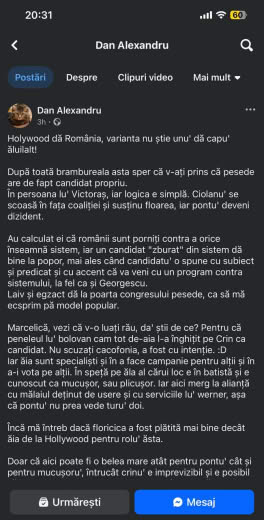 20:31
60
Dan Alexandru
Postări
Despre
Clipuri video
Mai mult
Dan Alexandru
3h
Holywood dă România, varianta nu știe unu' dă capu'
ăluilalt!
După toată brambureala asta sper că v-ați prins că pesede
are de fapt candidat propriu.
În persoana lu' Victoraș, iar logica e simplă. Ciolanu' se
scoasă în fața coaliției și susținu floarea, iar pontu' deveni
dizident.
Au calculat ei că românii sunt porniți contra a orice
înseamnă sistem, iar un candidat "zburat" din sistem dă
bine la popor, mai ales când candidatu' o spune cu subiect
și predicat și cu accent că va veni cu un program contra
sistemului, la fel ca și Georgescu.
Laiv și egzact dă la poarta congresului pesede, ca să mă
ecsprim pă model popular.
Marcelică, vezi că v-o luați rău, da' știi de ce? Pentru că
peneleul lu' bolovan cam tot de-aia l-a înghițit pe Crin ca
candidat. Nu scuzați cacofonia, a fost cu intenție. :D
Iar ăia sunt specialiști și în a face campanie pentru alții și în
a-i vota pe alții. În speță pe ăla al cărui loc e în batistă și e
cunoscut ca mucușor, sau plicușor. Iar aici merg la alianță
cu mălaiul deținut de usere și cu serviciile lu' werner, așa
că pontu' nu prea vede turu' doi.
Încă mă întreb dacă floricica a fost plătită mai bine decât
ăia de la Hollywood pentru rolu' ăsta.
Doar că aici poate fi o belea mare atât pentru pontu' cât și
pentru mucușoru', întrucât crinu' e imprevizibil și e posibil
Urmărești
Mesaj